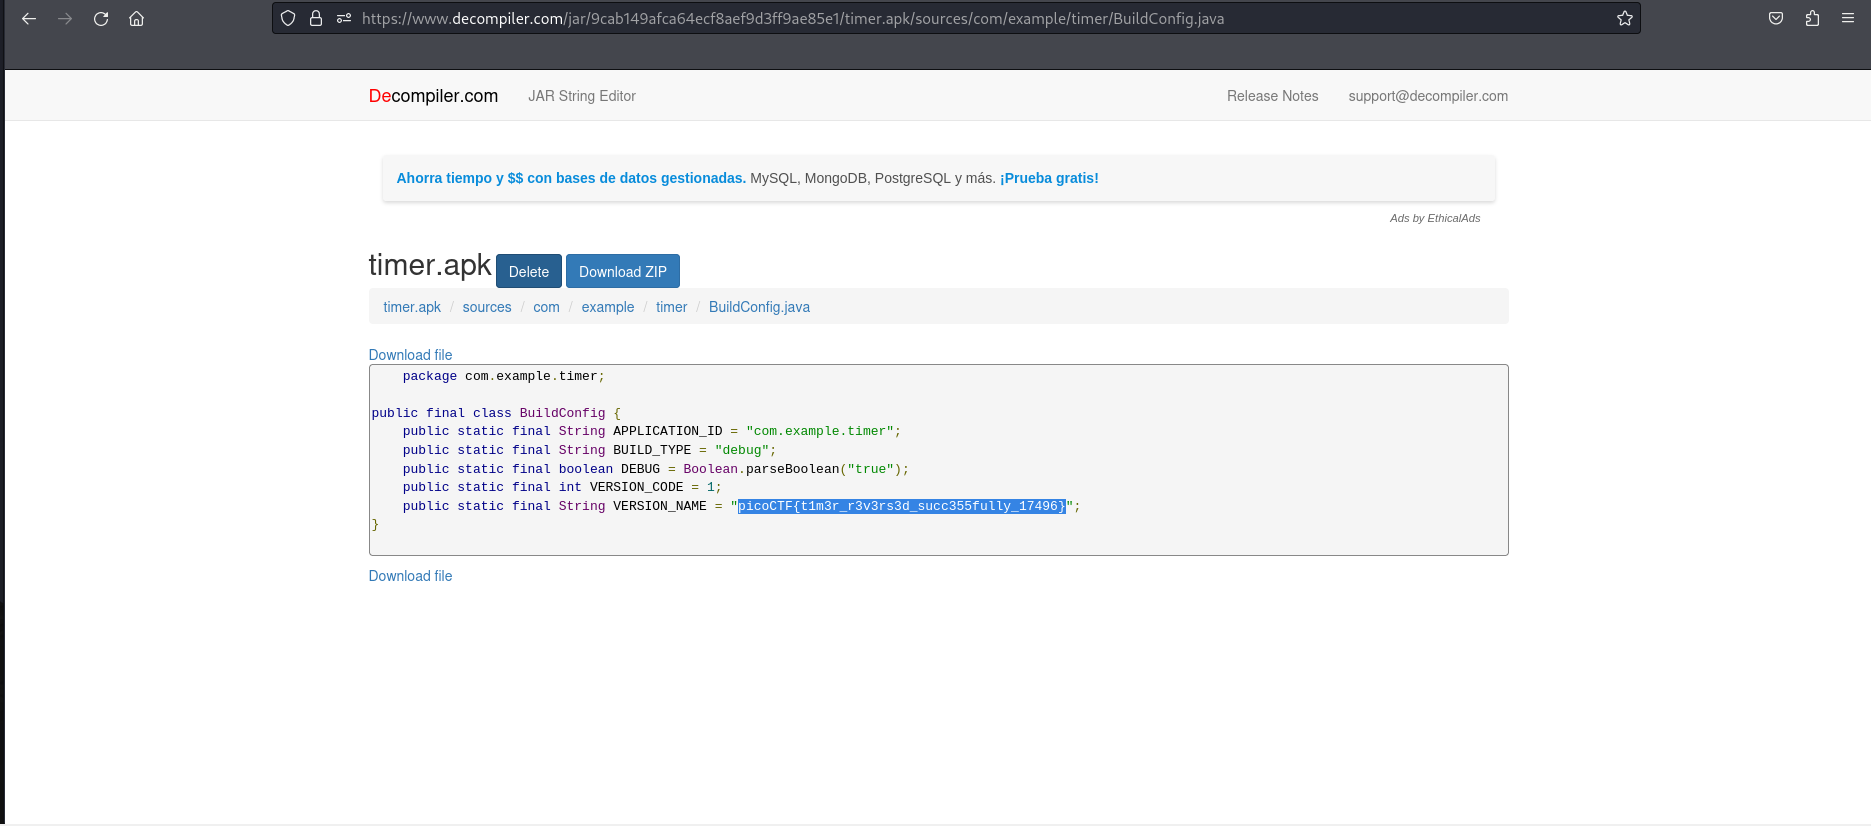 https://www.decompiler.com/jar/9cab149afca64ecf8aef9d3ff9ae85e1/timer.apk/sources/com/example/timer/BuildConfig.java
Decompiler.com JAR String Editor Release Notes support@decompiler.com
Ahorra tiempo y $$ con bases de datos gestionadas. MySQL, MongoDB, PostgreSQL y más. ¡Prueba gratis!
Ads by EthicalAds
timer.apk Delete Download ZIP
timer.apk / sources / com / example / timer / BuildConfig.java
Download file
package com.example.timer;
public final class BuildConfig {
public static final String APPLICATION_ID = "com.example.timer";
public static final String BUILD_TYPE = "debug";
public static final boolean DEBUG = Boolean.parseBoolean("true");
public static final int VERSION_CODE = 1;
public static final String VERSION_NAME = "picoCTF{t1m3r_r3v3rs3d_succ355fully_17496}";
}
Download file